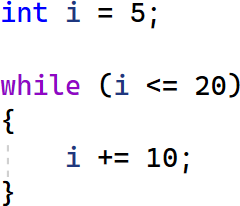 int i = 5;

while (i <= 20)
{
    i += 10;
}